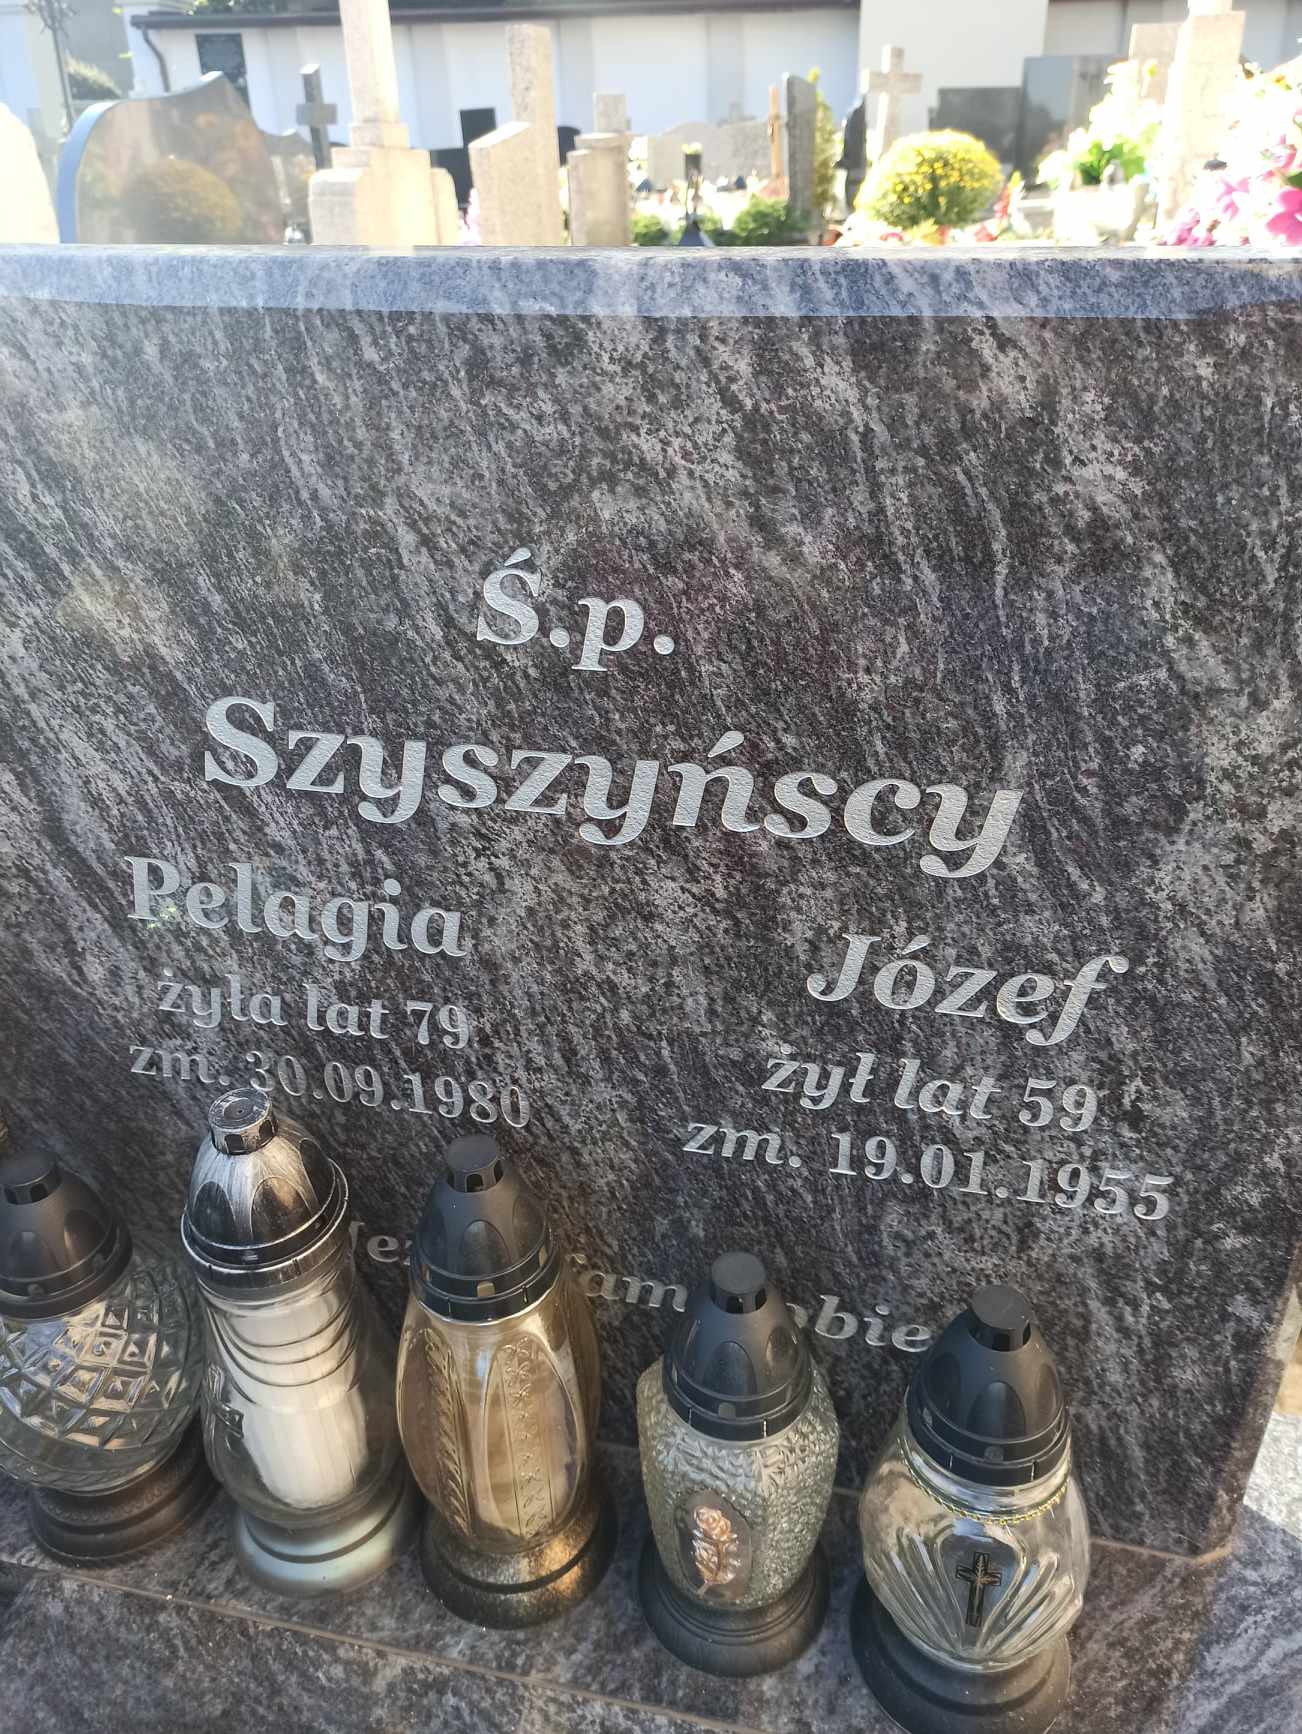 Ś.p.
Szyszyńscy
Pelagia
żyła lat 79
zm. 30.09.1980
Józef
żył lat 59
zm. 19.01.1955